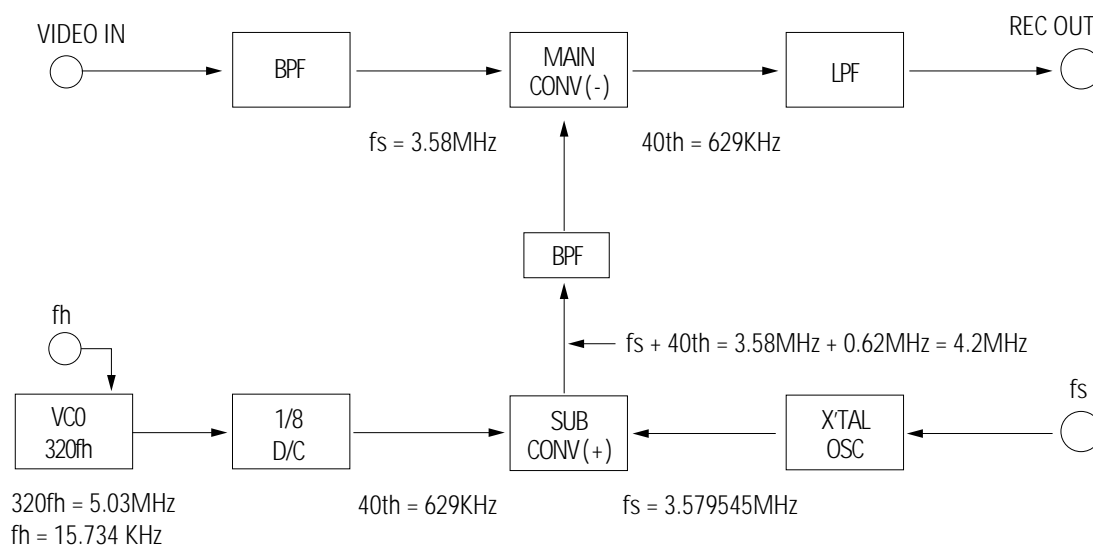 VIDEO IN
REC OUT
BPF
MAIN
CONV(-)
LPF
fs = 3.58MHz
40th = 629KHz
BPF
fh
fs + 40th = 3.58MHz + 0.62MHz = 4.2MHz
fs
VCO
320fh
1/8
D/C
SUB
CONV(+)
X'TAL
OSC
320fh = 5.03MHz
fh = 15.734 KHz
40th = 629KHz
fs = 3.579545MHz